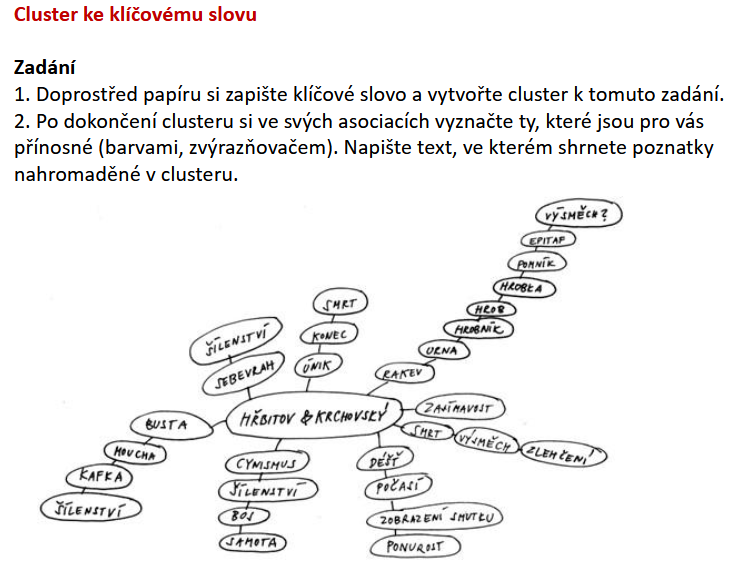 Cluster ke klíčovému slovu
Zadání
1. Doprostřed papíru si zapište klíčové slovo a vytvořte cluster k tomuto zadání.
2. Po dokončení clusteru si ve svých asociacích vyznačte ty, které jsou pro vás
přínosné (barvami, zvýrazňovačem). Napište text, ve kterém shrnete poznatky
nahromaděné v clusteru.
VÝSMĚCH?
EPITAF
POMNÍK
HROBKA
HROB
HROBNÍK
URNA
RAKEV
SMRT
KONEC
ÚNIK
ŠÍLENSTVÍ
SEBEVRAH
HŘBITOV & KRCHOVSKÝ
ZAJÍMAVOST
SMRT
VÝSMĚCH
ZLEHČENÍ
BUSTA
MOUCHA
KAFKA
ŠÍLENSTVÍ
CYNISMUS
ŠÍLENSTVÍ
BOJ
SAMOTA
DÉŠŤ
POČASÍ
ZOBRAZENÍ SMUTKU
PONUROST